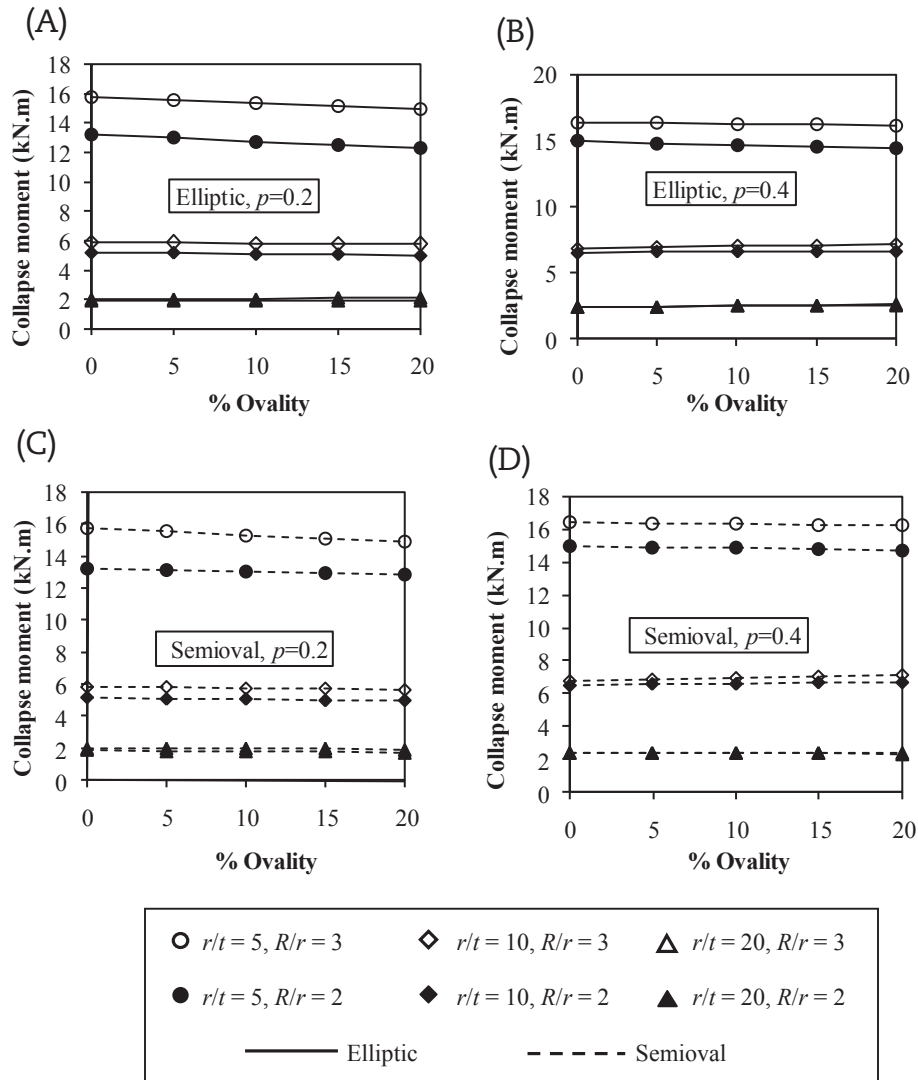 (A)
18
16
14
12
10
8
6
4
2
0
Collapse moment (kN.m)
Elliptic, p=0.2
0 5 10 15 20
% Ovality
(B)
20
15
10
5
0
Collapse moment (kN.m)
Elliptic, p=0.4
0 5 10 15 20
% Ovality
(C)
18
16
14
12
10
8
6
4
2
0
Collapse moment (kN.m)
Semioval, p=0.2
0 5 10 15 20
% Ovality
(D)
18
16
14
12
10
8
6
4
2
0
Collapse moment (kN.m)
Semioval, p=0.4
0 5 10 15 20
% Ovality
r/t = 5, R/r = 3 r/t = 10, R/r = 3 r/t = 20, R/r = 3
r/t = 5, R/r = 2 r/t = 10, R/r = 2 r/t = 20, R/r = 2
Elliptic Semioval